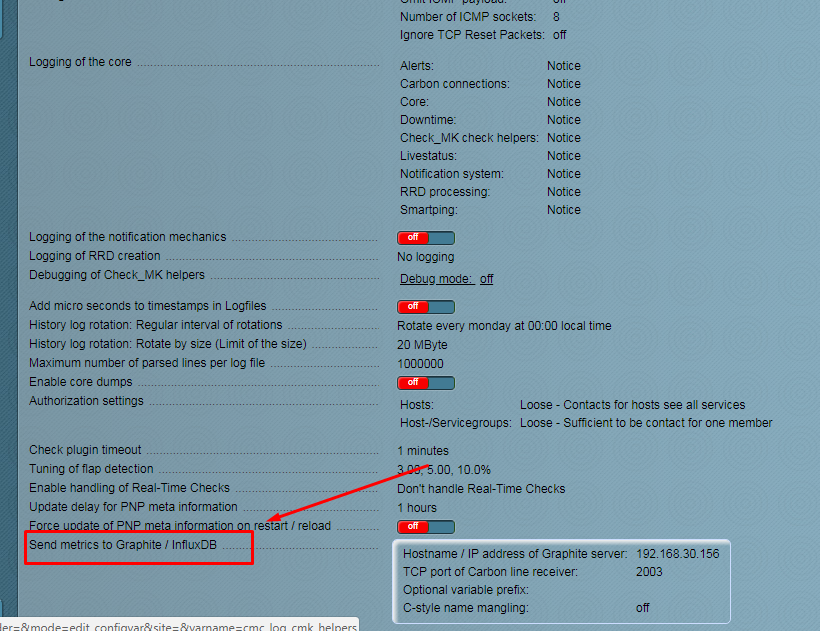 Number of ICMP sockets: 8
Ignore TCP Reset Packets: off
Logging of the core
Alerts: Notice
Carbon connections: Notice
Core: Notice
Downtime: Notice
Check_MK check helpers: Notice
Livestatus: Notice
Notification system: Notice
RRD processing: Notice
Smartping: Notice
Logging of the notification mechanics off
Logging of RRD creation No logging
Debugging of Check_MK helpers Debug mode: off
Add micro seconds to timestamps in Logfiles off
History log rotation: Regular interval of rotations Rotate every monday at 00:00 local time
History log rotation: Rotate by size (Limit of the size) 20 MByte
Maximum number of parsed lines per log file 1000000
Enable core dumps off
Authorization settings Hosts: Loose - Contacts for hosts see all services
Host-/Servicegroups: Loose - Sufficient to be contact for one member
Check plugin timeout 1 minutes
Tuning of flap detection 3.00, 5.00, 10.0%
Enable handling of Real-Time Checks Don't handle Real-Time Checks
Update delay for PNP meta information 1 hours
Force update of PNP meta information on restart / reload off
Send metrics to Graphite / InfluxDB Hostname / IP address of Graphite server: 192.168.30.156
TCP port of Carbon line receiver: 2003
Optional variable prefix:
C-style name mangling: off
der=&mode=edit_configvar&site=&varname=cmc_log_cmk_helpers